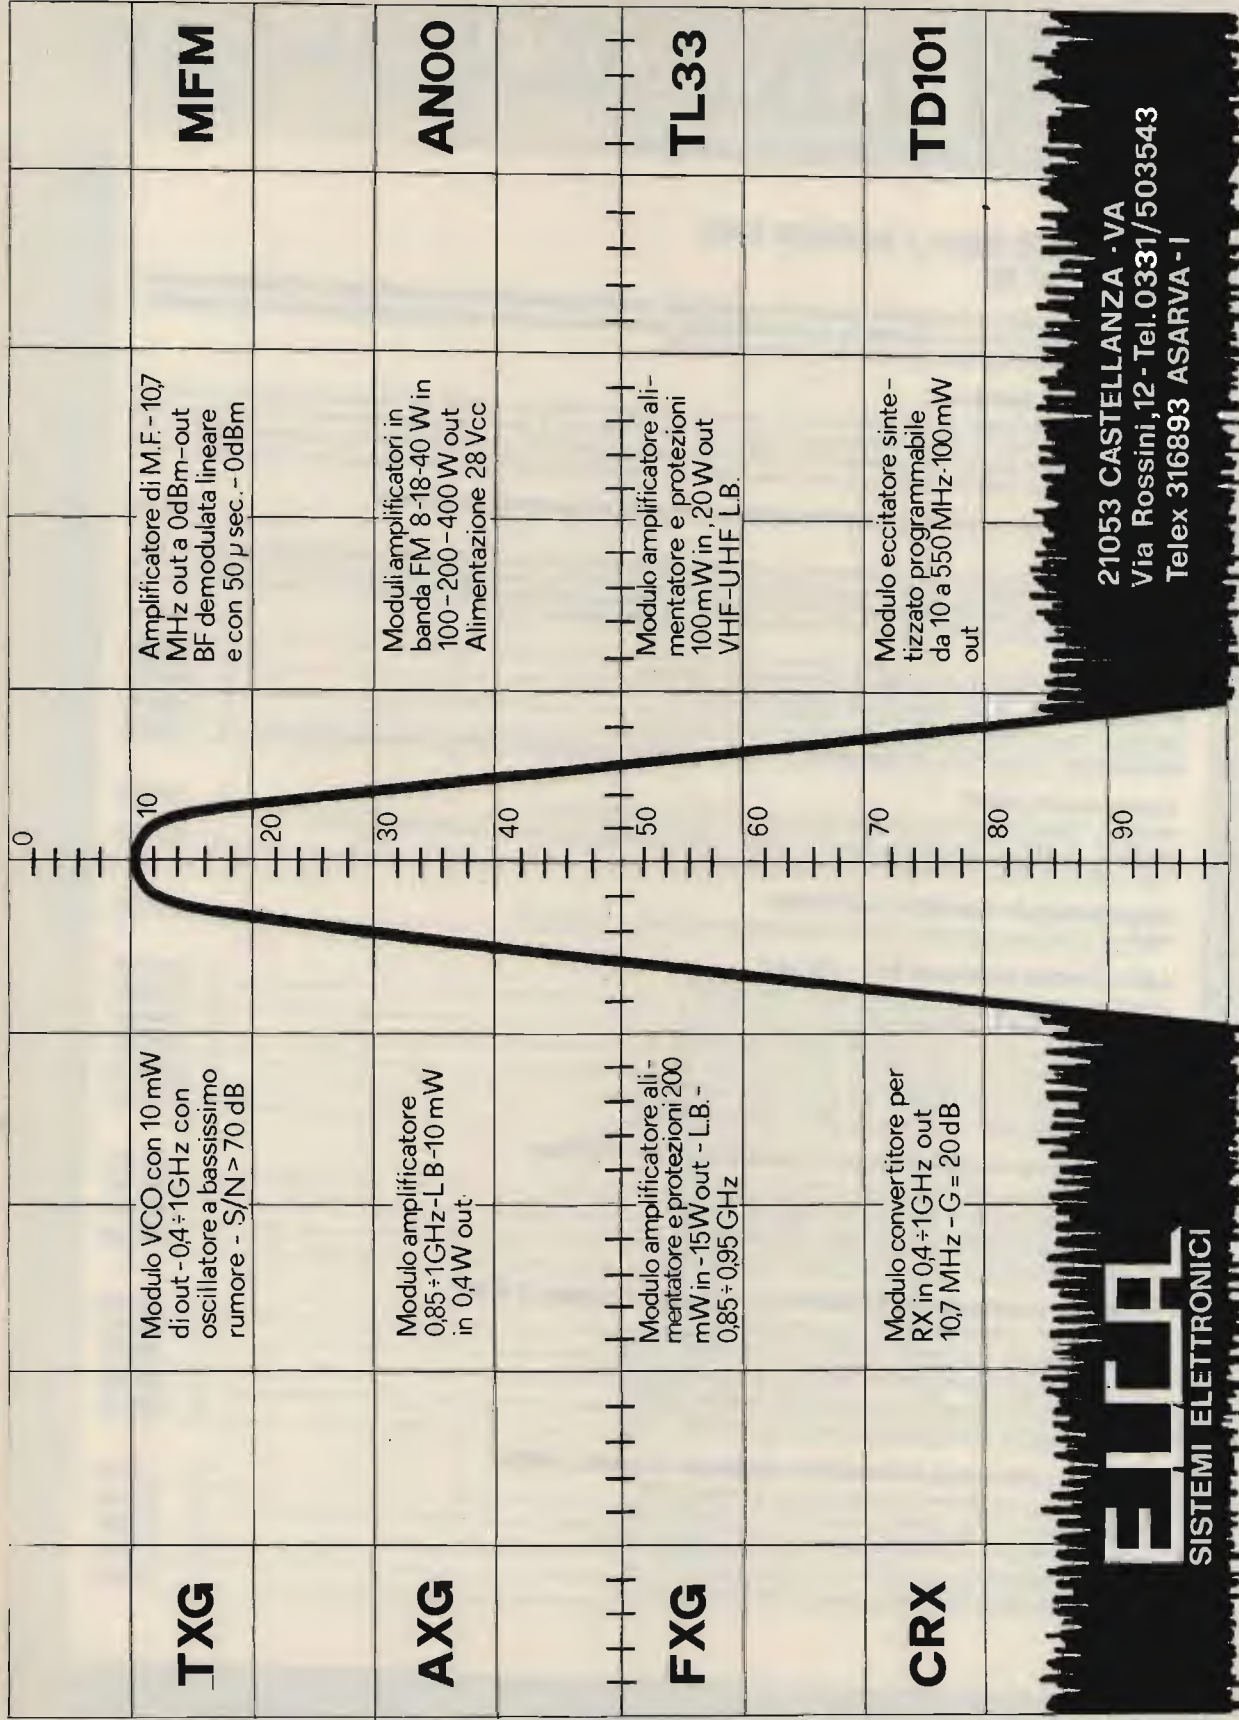 TXG
Modulo VCO con 10 mW
di out - 0,4 ÷ 1GHz con
oscillatore a bassissimo
rumore - S/N > 70 dB
AXG
Modulo amplificatore
0,85 ÷ 1GHz - LB - 10 mW
in 0,4 W out.
FXG
Modulo amplificatore ali-
mentatore e protezioni 200
mW in - 15W out - L.B. -
0,85 ÷ 0,95 GHz
CRX
Modulo convertitore per
RX in 0,4 ÷ 1GHz out
10,7 MHz - G = 20 dB
0
10
20
30
40
50
60
70
80
90
Amplificatore di M.F. - 10,7
MHz out a 0dBm - out
BF demodulata lineare
e con 50 µ sec. - 0dBm
MFM
Moduli amplificatori in
banda FM 8-18-40 W in
100-200-400 W out
Alimentazione 28 Vcc
AN00
Modulo amplificatore ali-
mentatore e protezioni
100 mW in, 20 W out
VHF-UHF L.B.
TL33
Modulo eccitatore sinte-
tizzato programmabile
da 10 a 550 MHz - 100 mW
out
TD101
ELCA
SISTEMI ELETTRONICI
21053 CASTELLANZA - VA
Via Rossini, 12 - Tel. 0331/503543
Telex 316893 ASARVA - I